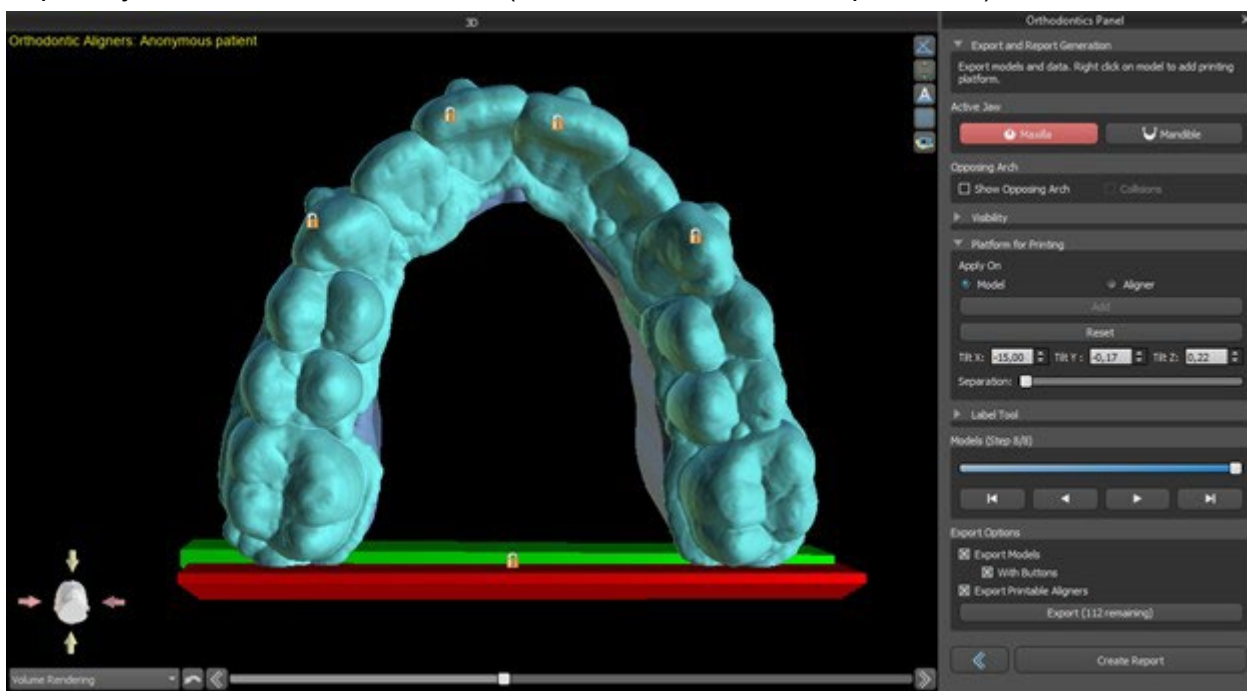 3D
Orthodontic Aligners: Anonymous patient
A
Volume Rendering
Orthodontics Panel
Export and Report Generation
Export models and data. Right click on model to add printing
platform.
Active Jaw
Maxilla
Mandible
Opposing Arch
Show Opposing Arch
Collisions
Visibility
Platform for Printing
Apply On
Model
Aligner
Add
Reset
Tilt X: -15,00 Tilt Y : -0,17 Tilt Z: 0,22
Separation:
Label Tool
Models (Step 8/8)
Export Options
Export Models
With Buttons
Export Printable Aligners
Export (112 remaining)
Create Report